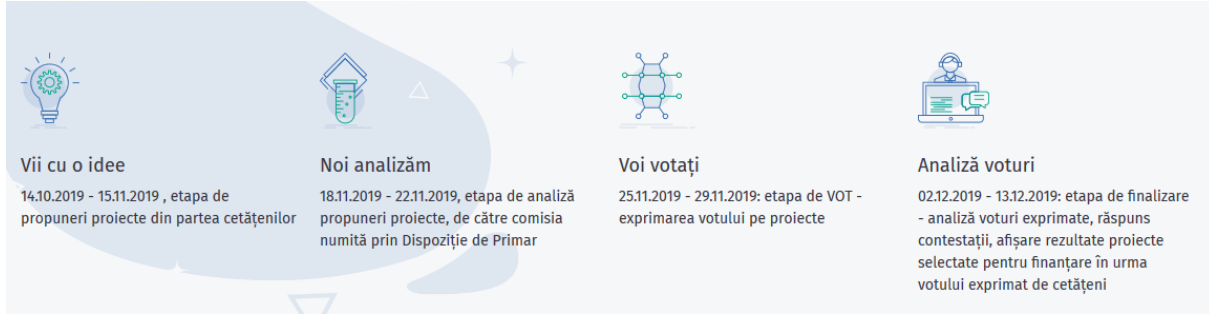 Vii cu o idee
14.10.2019 - 15.11.2019 , etapa de
propuneri proiecte din partea cetățenilor
Noi analizăm
18.11.2019 - 22.11.2019, etapa de analiză
propuneri proiecte, de către comisia
numită prin Dispoziție de Primar
Voi votați
25.11.2019 - 29.11.2019: etapa de VOT -
exprimarea votului pe proiecte
Analiză voturi
02.12.2019 - 13.12.2019: etapa de finalizare
- analiză voturi exprimate, răspuns
contestații, afișare rezultate proiecte
selectate pentru finanțare în urma
votului exprimat de cetățeni